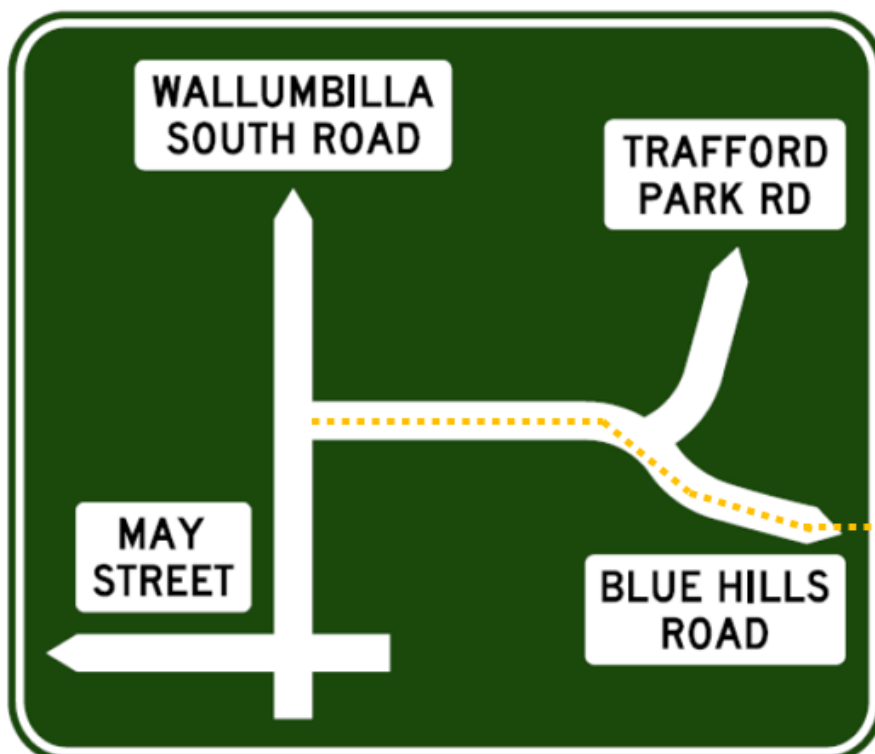 WALLUMBILLA
SOUTH ROAD
TRAFFORD
PARK RD
MAY
STREET
BLUE HILLS
ROAD